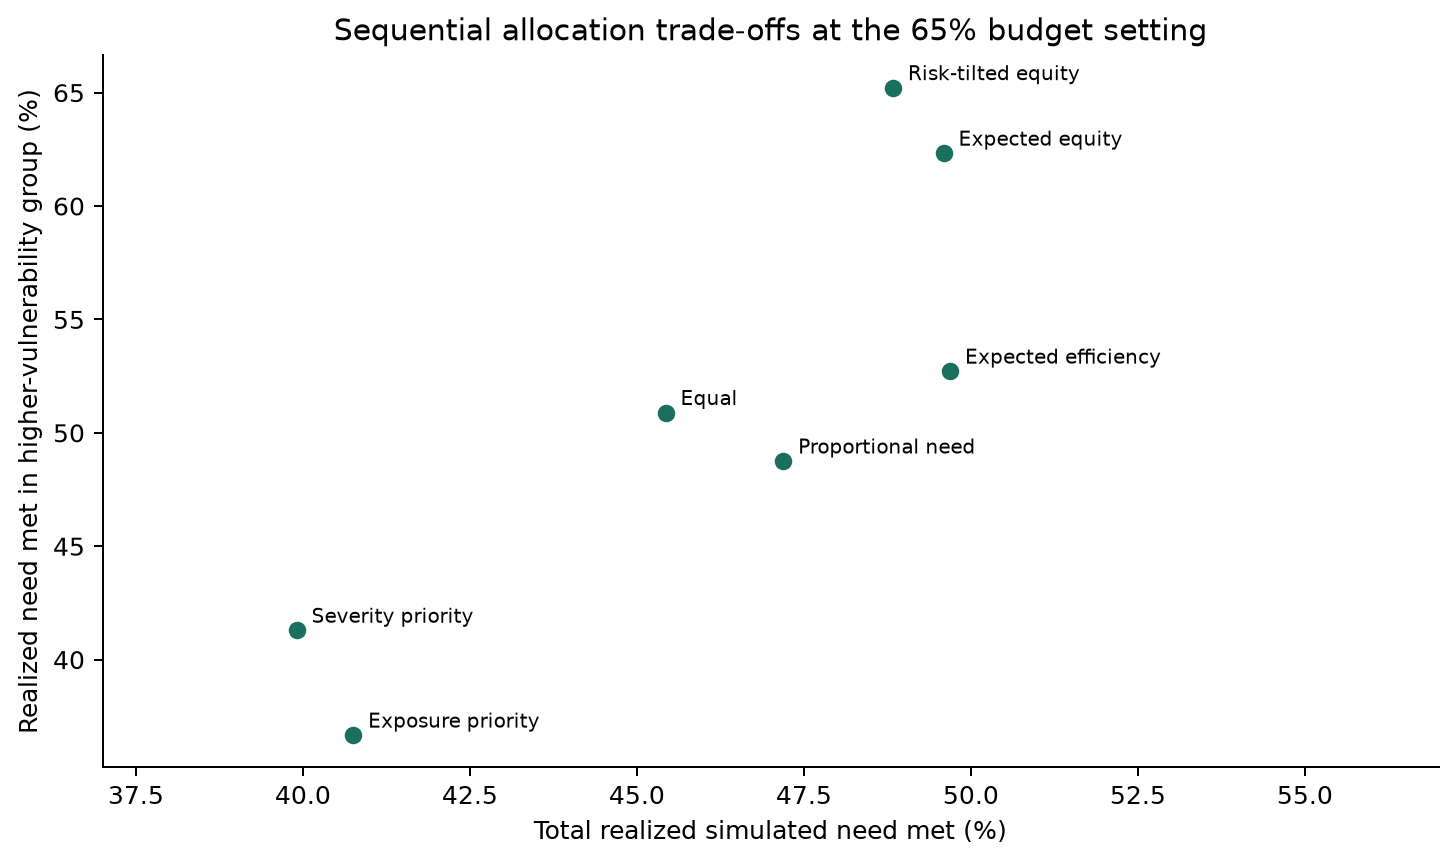 Sequential allocation trade-offs at the 65% budget setting
Realized need met in higher-vulnerability group (%)
65
60
55
50
45
40
Risk-tilted equity
Expected equity
Expected efficiency
Equal
Proportional need
Severity priority
Exposure priority
37.5
40.0
42.5
45.0
47.5
50.0
52.5
55.0
Total realized simulated need met (%)